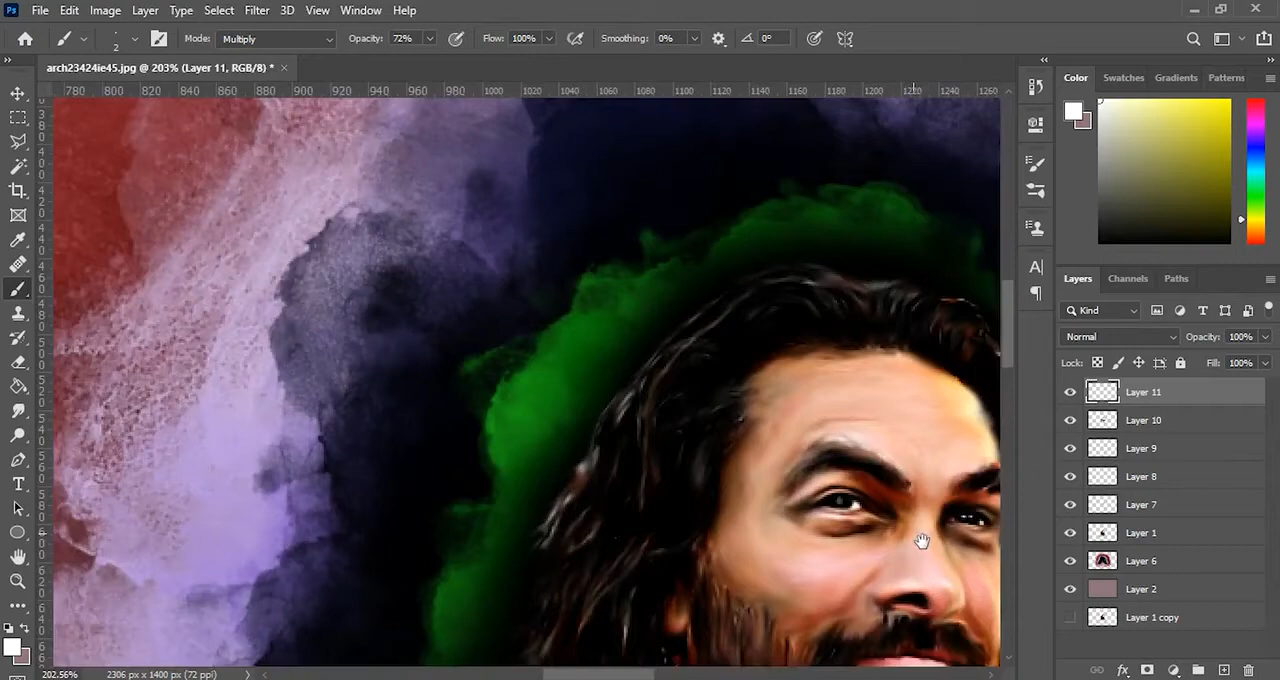 Ps File Edit Image Layer Type Select Filter 3D View Window Help
2 Mode: Multiply Opacity: 72% Flow: 100% Smoothing: 0% 0°
arch23424ie45.jpg @ 203% (Layer 11, RGB/8) * ×
780 800 820 840 860 880 900 920 940 960 980 1000 1020 1040 1060 1080 1100 1120 1140 1160 1180 1200 1220 1240 1260
Color Swatches Gradients Patterns
Layers Channels Paths
Kind
Normal Opacity: 100%
Lock: Fill: 100%
Layer 11
Layer 10
Layer 9
Layer 8
Layer 7
Layer 1
Layer 6
Layer 2
Layer 1 copy
202.56% 2306 px x 1400 px (72 ppi)